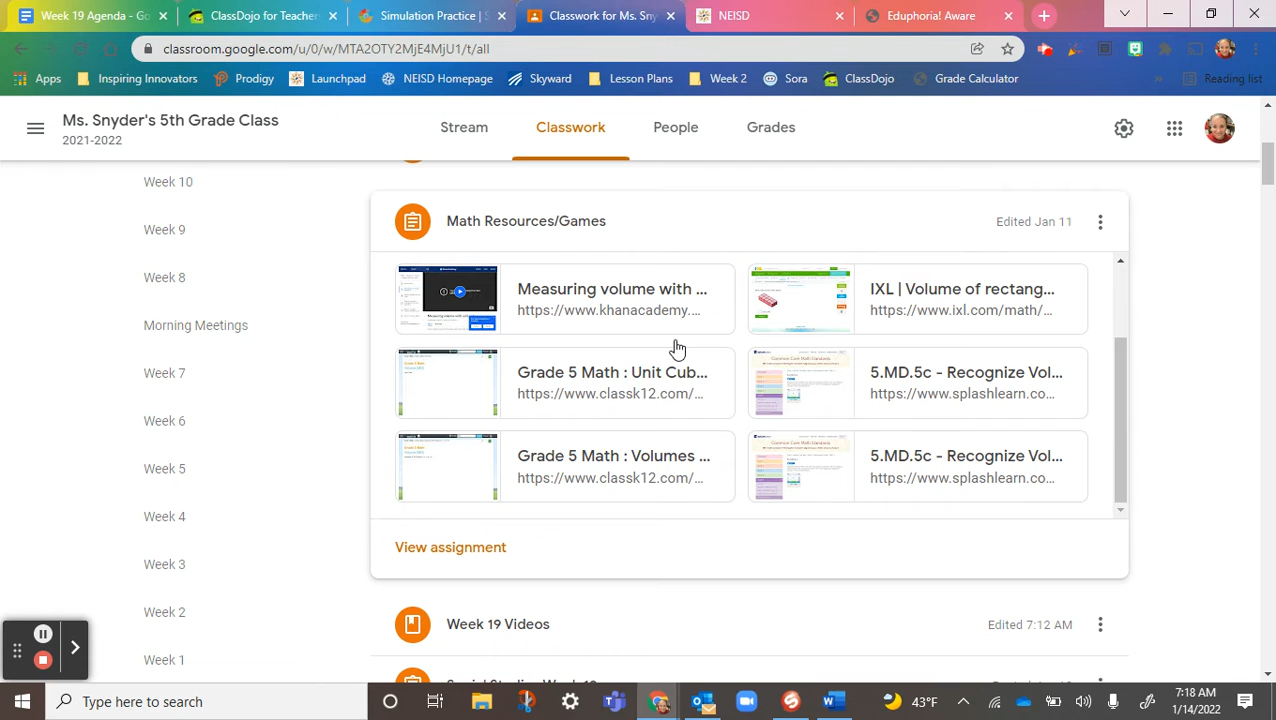 Week 19 Agenda - Go
ClassDojo for Teacher
Simulation Practice | S
Classwork for Ms. Sny
NEISD
Eduphoria! Aware
classroom.google.com/u/0/w/MTA2OTY2MjE4MjU1/t/all
Apps
Inspiring Innovators
Prodigy
Launchpad
NEISD Homepage
Skyward
Lesson Plans
Week 2
Sora
ClassDojo
Grade Calculator
»
Reading list
Ms. Snyder's 5th Grade Class
2021-2022
Stream
Classwork
People
Grades
Week 10
Week 9
Week 8
Morning Meetings
Week 7
Week 6
Week 5
Week 4
Week 3
Week 2
Week 1
Math Resources/Games
Edited Jan 11
Measuring volume with ...
https://www.khanacademy....
IXL | Volume of rectang...
https://www.ixl.com/math/...
Grade 5 Math : Unit Cub...
https://www.classk12.com/...
5.MD.5c - Recognize Vol...
https://www.splashlearn.co...
Grade 5 Math : Volumes ...
https://www.classk12.com/...
5.MD.5c - Recognize Vol...
https://www.splashlearn.co...
View assignment
Week 19 Videos
Edited 7:12 AM
Type here to search
43°F
7:18 AM
1/14/2022